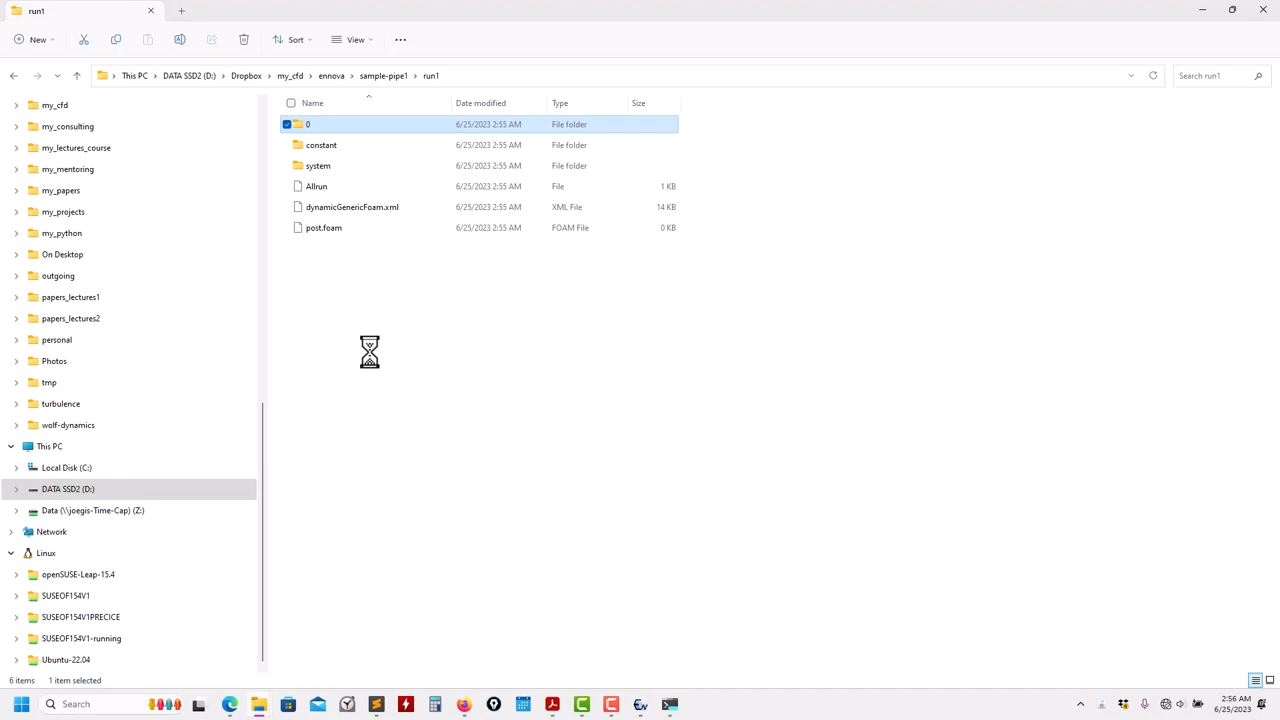 run1
New
Sort
View
This PC
DATA SSD2 (D:)
Dropbox
my_cfd
ennova
sample-pipe1
run1
Search run1
Name
Date modified
Type
Size
0
6/25/2023 2:55 AM
File folder
constant
6/25/2023 2:55 AM
File folder
system
6/25/2023 2:55 AM
File folder
Allrun
6/25/2023 2:55 AM
File
1 KB
dynamicGenericFoam.xml
6/25/2023 2:55 AM
XML File
14 KB
post.foam
6/25/2023 2:55 AM
FOAM File
0 KB
my_cfd
my_consulting
my_lectures_course
my_mentoring
my_papers
my_projects
my_python
On Desktop
outgoing
papers_lectures1
papers_lectures2
personal
Photos
tmp
turbulence
wolf-dynamics
This PC
Local Disk (C:)
DATA SSD2 (D:)
Data (\\joegis-Time-Cap) (Z:)
Network
Linux
openSUSE-Leap-15.4
SUSEOF154V1
SUSEOF154V1PRECICE
SUSEOF154V1-running
Ubuntu-22.04
6 items
1 item selected
Search
2:56 AM
6/25/2023